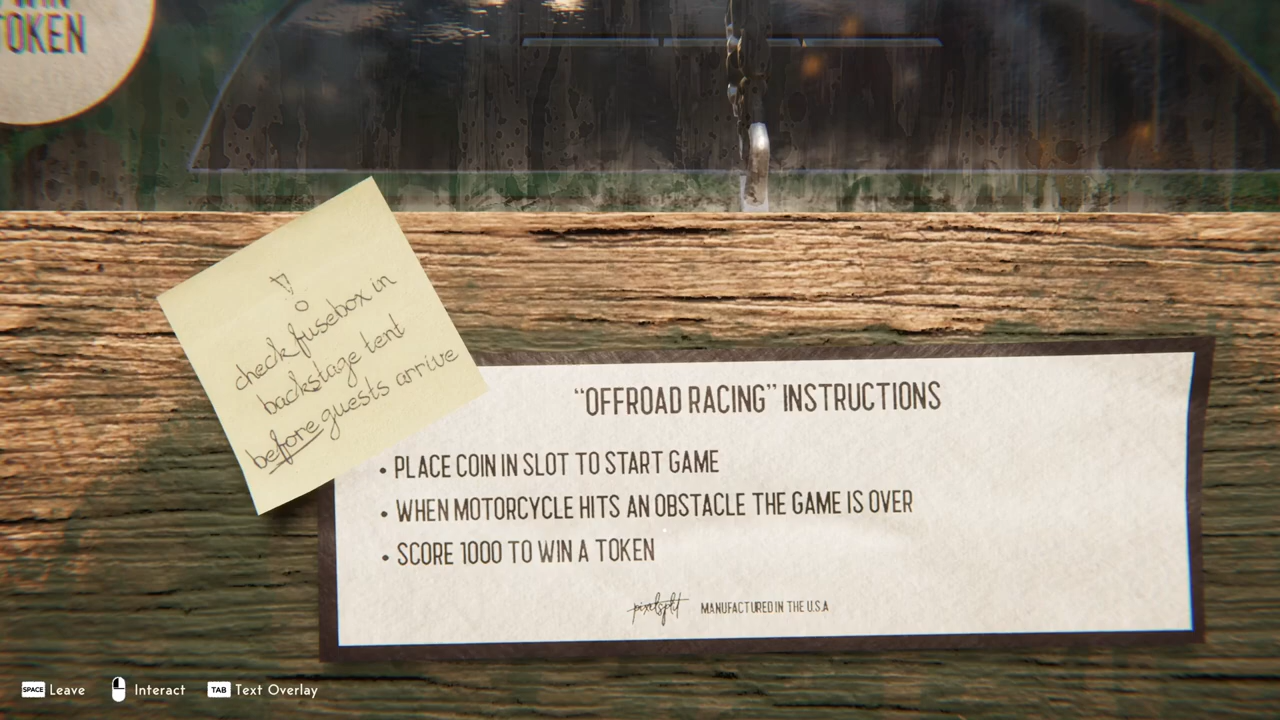 WIN
TOKEN
!
check fusebox in
backstage tent
before guests arrive
“OFFROAD RACING” INSTRUCTIONS
• PLACE COIN IN SLOT TO START GAME
• WHEN MOTORCYCLE HITS AN OBSTACLE THE GAME IS OVER
• SCORE 1000 TO WIN A TOKEN
pixelsplit MANUFACTURED IN THE U.S.A
SPACE Leave Interact TAB Text Overlay